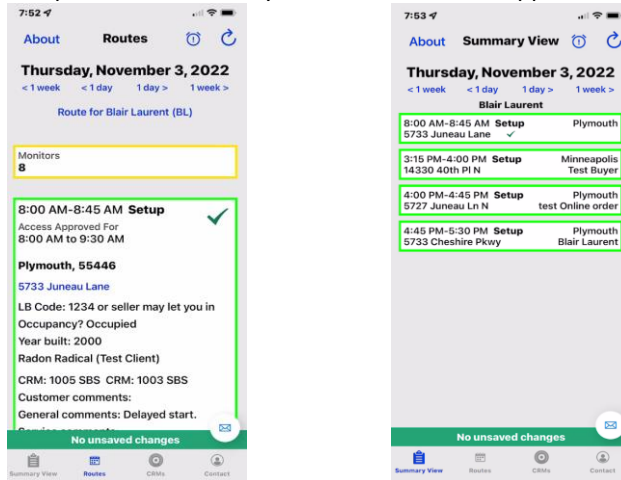 7:52
About Routes
Thursday, November 3, 2022
< 1 week < 1 day 1 day > 1 week >
Route for Blair Laurent (BL)
Monitors
8
8:00 AM-8:45 AM Setup
Access Approved For
8:00 AM to 9:30 AM
Plymouth, 55446
5733 Juneau Lane
LB Code: 1234 or seller may let you in
Occupancy? Occupied
Year built: 2000
Radon Radical (Test Client)
CRM: 1005 SBS CRM: 1003 SBS
Customer comments:
General comments: Delayed start.
No unsaved changes
Summary View Routes CRMs Contact
7:53
About Summary View
Thursday, November 3, 2022
< 1 week < 1 day 1 day > 1 week >
Blair Laurent
8:00 AM-8:45 AM Setup Plymouth
5733 Juneau Lane
3:15 PM-4:00 PM Setup Minneapolis
14330 40th Pl N Test Buyer
4:00 PM-4:45 PM Setup Plymouth
5727 Juneau Ln N test Online order
4:45 PM-5:30 PM Setup Plymouth
5733 Cheshire Pkwy Blair Laurent
No unsaved changes
Summary View Routes CRMs Contact